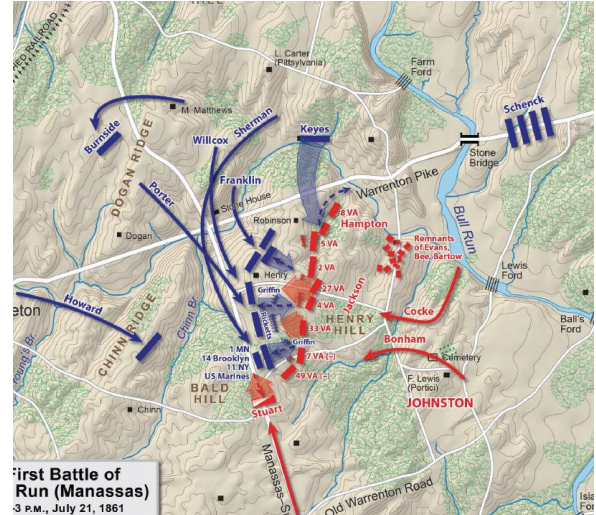 HILL
L. Carter
(Pittsylvania)
Farm
Ford
M. Matthews
Burnside
Sherman
Willcox
Keyes
Schenck
Stone
Bridge
Franklin
DOGAN RIDGE
Porter
Stone House
Warrenton Pike
Bull Run
8 VA
Hampton
Robinson
Dogan
5 VA
Remnants
of Evans,
Bee, Bartow
2 VA
Henry
Lewis
Ford
27 VA
Griffin
Jackson
4 VA
Howard
Ricketts
HENRY
HILL
Cocke
Ball's
Ford
33 VA
CHINN RIDGE
Chinn Br.
Young's Br.
Griffin
Bonham
1 MN
14 Brooklyn
11 NY
US Marines
7 VA (–)
Cemetery
49 VA (–)
F. Lewis
(Portici)
BALD
HILL
JOHNSTON
Chinn
Stuart
First Battle of
Run (Manassas)
-3 P.M., July 21, 1861
Old Warrenton Road